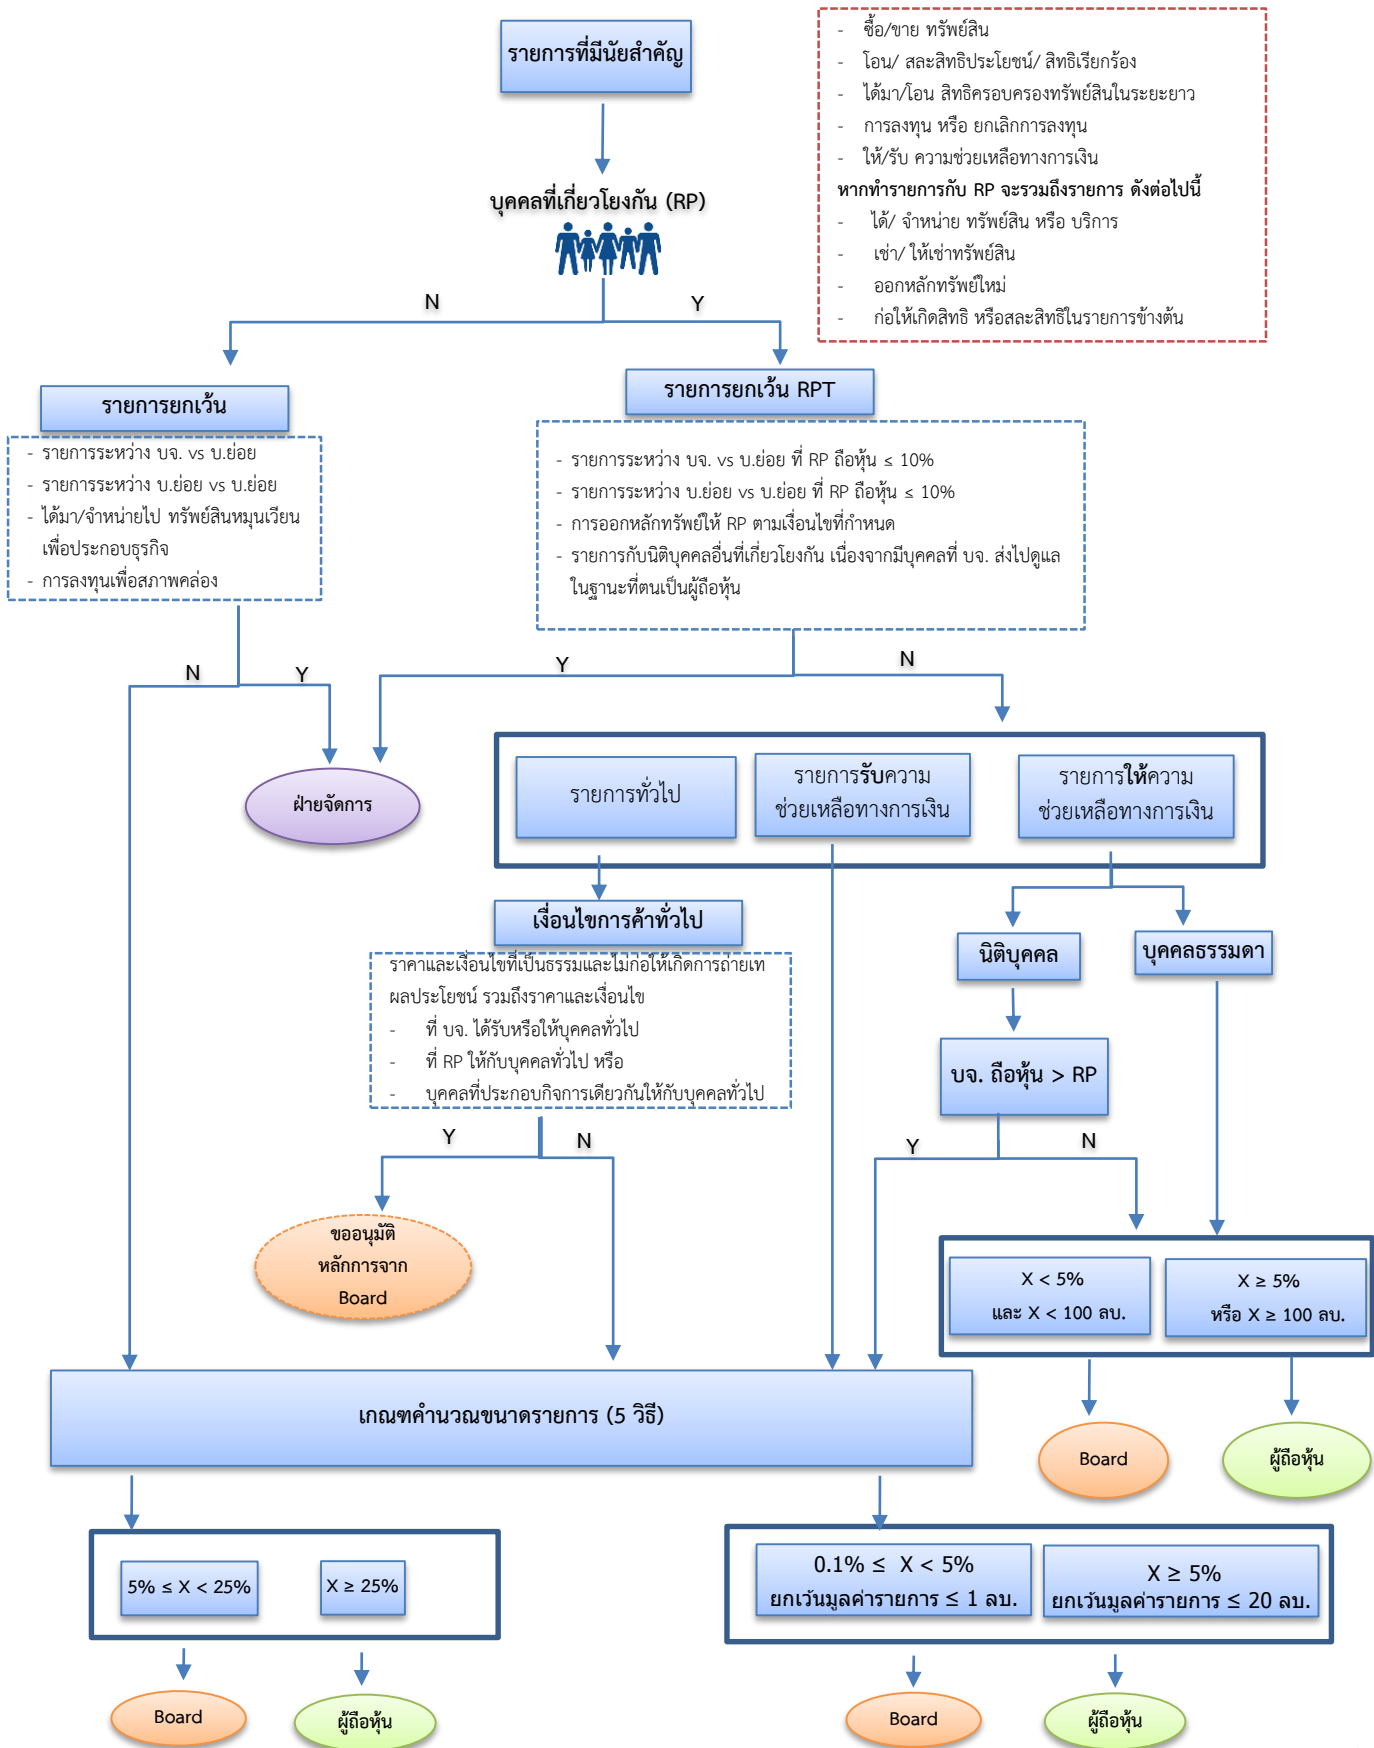 รายการที่มีนัยสำคัญ
- ซื้อ/ขาย ทรัพย์สิน
- โอน/ สละสิทธิประโยชน์/ สิทธิเรียกร้อง
- ได้มา/โอน สิทธิครอบครองทรัพย์สินในระยะยาว
- การลงทุน หรือ ยกเลิกการลงทุน
- ให้/รับ ความช่วยเหลือทางการเงิน
หากทำรายการกับ RP จะรวมถึงรายการ ดังต่อไปนี้
- ได้/ จำหน่าย ทรัพย์สิน หรือ บริการ
- เช่า/ ให้เช่าทรัพย์สิน
- ออกหลักทรัพย์ใหม่
- ก่อให้เกิดสิทธิ หรือสละสิทธิในรายการข้างต้น
บุคคลที่เกี่ยวโยงกัน (RP)
N
Y
รายการยกเว้น
- รายการระหว่าง บจ. vs บ.ย่อย
- รายการระหว่าง บ.ย่อย vs บ.ย่อย
- ได้มา/จำหน่ายไป ทรัพย์สินหมุนเวียน
เพื่อประกอบธุรกิจ
- การลงทุนเพื่อสภาพคล่อง
รายการยกเว้น RPT
- รายการระหว่าง บจ. vs บ.ย่อย ที่ RP ถือหุ้น ≤ 10%
- รายการระหว่าง บ.ย่อย vs บ.ย่อย ที่ RP ถือหุ้น ≤ 10%
- การออกหลักทรัพย์ให้ RP ตามเงื่อนไขที่กำหนด
- รายการกับนิติบุคคลอื่นที่เกี่ยวโยงกัน เนื่องจากมีบุคคลที่ บจ. ส่งไปดูแล
ในฐานะที่ตนเป็นผู้ถือหุ้น
N
Y
Y
N
ฝ่ายจัดการ
รายการทั่วไป
รายการรับความ
ช่วยเหลือทางการเงิน
รายการให้ความ
ช่วยเหลือทางการเงิน
เงื่อนไขการค้าทั่วไป
ราคาและเงื่อนไขที่เป็นธรรมและไม่ก่อให้เกิดการถ่ายเท
ผลประโยชน์ รวมถึงราคาและเงื่อนไข
- ที่ บจ. ได้รับหรือให้บุคคลทั่วไป
- ที่ RP ให้กับบุคคลทั่วไป หรือ
- บุคคลที่ประกอบกิจการเดียวกันให้กับบุคคลทั่วไป
นิติบุคคล
บุคคลธรรมดา
บจ. ถือหุ้น > RP
Y
N
Y
N
ขออนุมัติ
หลักการจาก
Board
X < 5%
และ X < 100 ลบ.
X ≥ 5%
หรือ X ≥ 100 ลบ.
เกณฑคำนวณขนาดรายการ (5 วิธี)
Board
ผู้ถือหุ้น
5% ≤ X < 25%
X ≥ 25%
0.1% ≤ X < 5%
ยกเว้นมูลค่ารายการ ≤ 1 ลบ.
X ≥ 5%
ยกเว้นมูลค่ารายการ ≤ 20 ลบ.
Board
ผู้ถือหุ้น
Board
ผู้ถือหุ้น